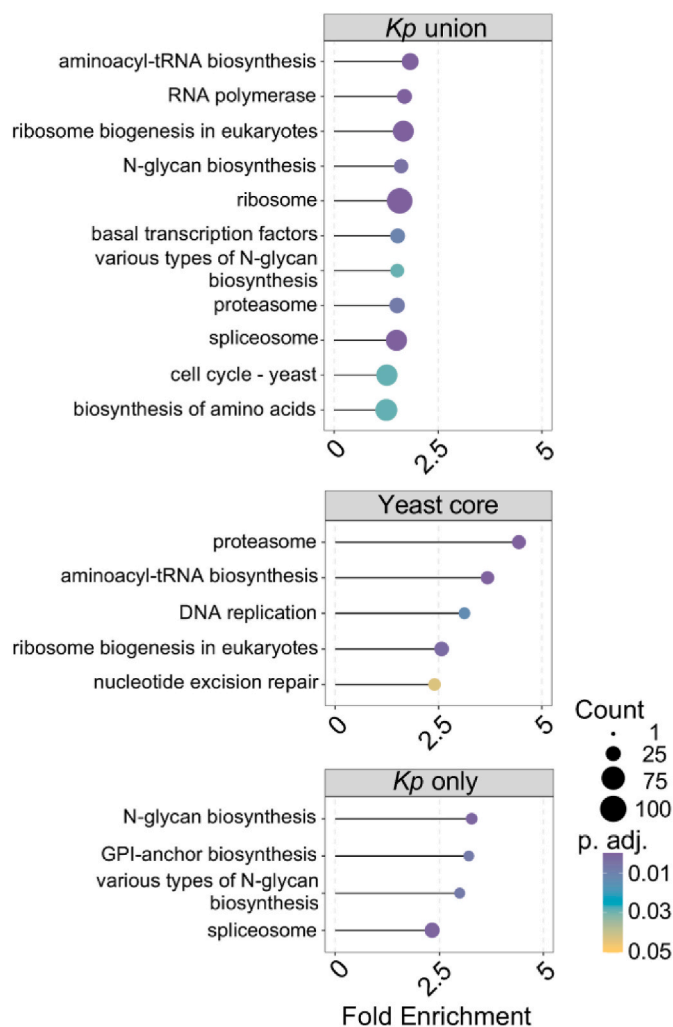 Kp union
aminoacyl-tRNA biosynthesis
RNA polymerase
ribosome biogenesis in eukaryotes
N-glycan biosynthesis
ribosome
basal transcription factors
various types of N-glycan
biosynthesis
proteasome
spliceosome
cell cycle - yeast
biosynthesis of amino acids
0
2.5
5
Yeast core
proteasome
aminoacyl-tRNA biosynthesis
DNA replication
ribosome biogenesis in eukaryotes
nucleotide excision repair
0
2.5
5
Kp only
N-glycan biosynthesis
GPI-anchor biosynthesis
various types of N-glycan
biosynthesis
spliceosome
0
2.5
5
Fold Enrichment
Count
1
25
75
100
p. adj.
0.01
0.03
0.05